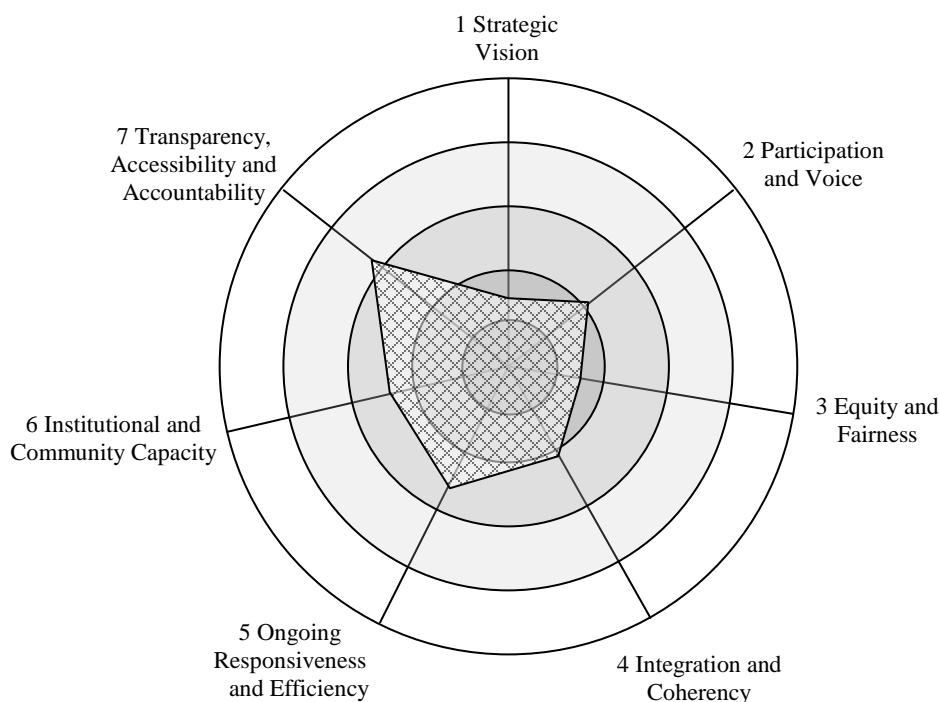 1 Strategic
Vision
2 Participation
and Voice
3 Equity and
Fairness
4 Integration and
Coherency
5 Ongoing
Responsiveness
and Efficiency
6 Institutional and
Community Capacity
7 Transparency,
Accessibility and
Accountability